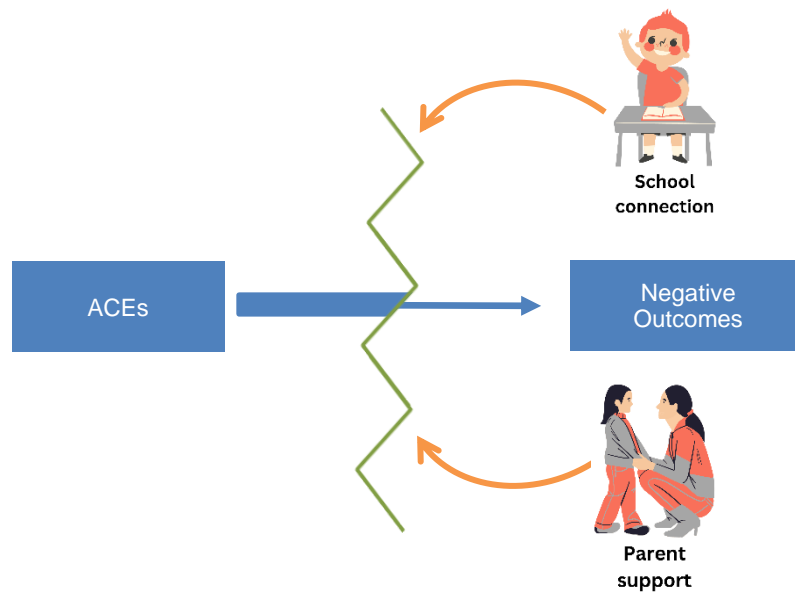 School
connection
ACEs
Negative
Outcomes
Parent
support